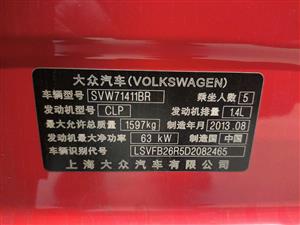 大众汽车(VOLKSWAGEN)
车辆型号 SVW71411BR 乘坐人数 5
发动机型号 CLP 发动机排量 1.4L
最大允许总质量 1597kg 制造年月 2013.08
发动机最大净功率 63 kW 制造国 中国
车辆识别代号 LSVFB26R5D2082465
上海大众汽车有限公司